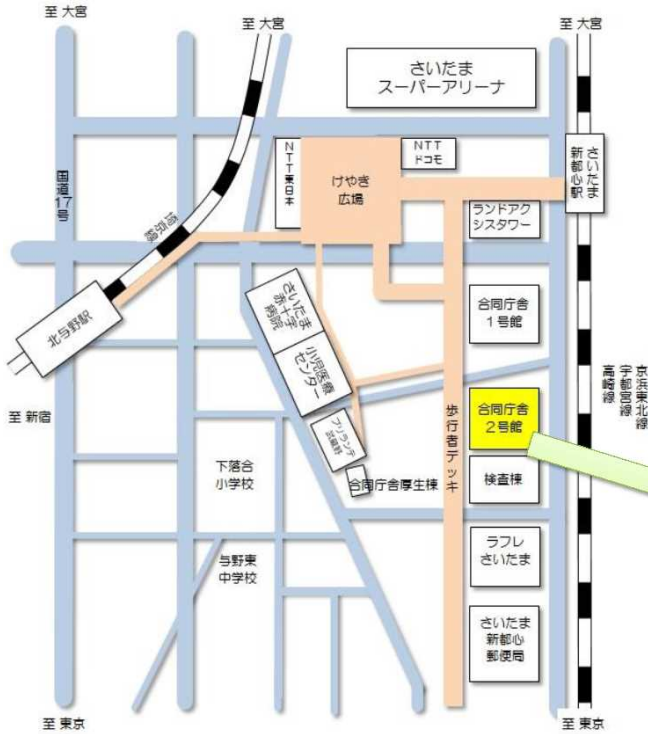 至 大宮
至 大宮
至 大宮
さいたま
スーパーアリーナ
国道17号
埼京線
NTT東日本
けやき
広場
NTT
ドコモ
さいたま
新都心駅
ランドアク
シスタワー
北与野駅
さいたま
赤十字
病院
小児医療
センター
合同庁舎
1号館
京浜東北線
宇都宮線
高崎線
至 新宿
歩行者デッキ
合同庁舎
2号館
ブリランテ
武蔵野
下落合
小学校
合同庁舎厚生棟
検査棟
与野東
中学校
ラフレ
さいたま
さいたま
新都心
郵便局
至 東京
至 東京